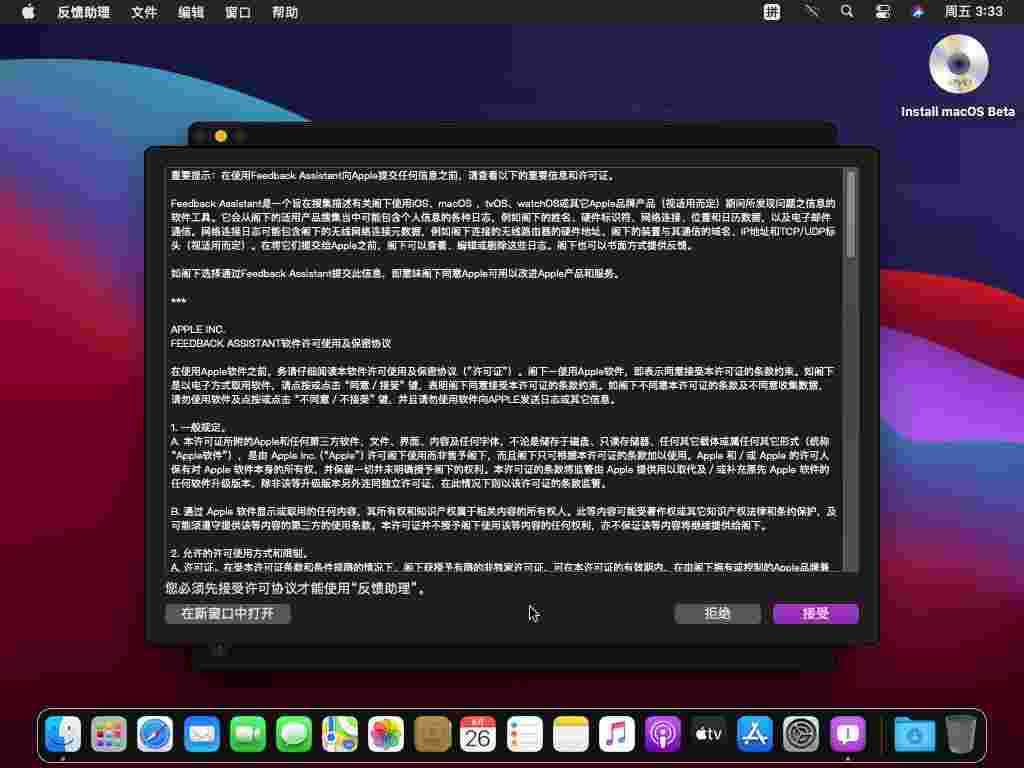 反馈助理 文件 编辑 窗口 帮助 拼 周五 3:33
DVD
Install macOS Beta
重要提示：在使用Feedback Assistant向Apple提交任何信息之前，请查看以下的重要信息和许可证。
Feedback Assistant是一个旨在搜集描述有关阁下使用iOS、macOS 、tvOS、watchOS或其它Apple品牌产品（视适用而定）期间所发现问题之信息的
软件工具。它会从阁下的适用产品搜集当中可能包含个人信息的各种日志，例如阁下的姓名、硬件标识符、网络连接、位置和日历数据，以及电子邮件
通信。网络连接日志可能包含阁下的无线网络连接元数据，例如阁下连接的无线路由器的硬件地址、阁下的装置与其通信的域名、IP地址和TCP/UDP标
头（视适用而定）。在将它们提交给Apple之前，阁下可以查看、编辑或删除这些日志。阁下也可以书面方式提供反馈。
如阁下选择通过Feedback Assistant提交此信息，即意味阁下同意Apple可用以改进Apple产品和服务。
***
APPLE INC.
FEEDBACK ASSISTANT软件许可使用及保密协议
在使用Apple软件之前，务请仔细阅读本软件许可使用及保密协议（“许可证”）。阁下一使用Apple软件，即表示同意接受本许可证的条款约束。如阁下
是以电子方式取用软件，请点按或点击 “同意 / 接受” 键，表明阁下同意接受本许可证的条款约束。如阁下不同意本许可证的条款及不同意收集数据，
请勿使用软件及点按或点击 “不同意 / 不接受” 键，并且请勿使用软件向APPLE发送日志或其它信息。
1. 一般规定。
A. 本许可证所附的Apple和任何第三方软件、文件、界面、内容及任何字体，不论是储存于磁盘、只读存储器、任何其它载体或属任何其它形式（统称
“Apple软件”），是由 Apple Inc. (“Apple”) 许可阁下使用而非售予阁下，而且阁下只可根据本许可证的条款加以使用。Apple 和 / 或 Apple 的许可人
保有对 Apple 软件本身的所有权，并保留一切并未明确授予阁下的权利。本许可证的条款将监管由 Apple 提供用以取代及 / 或补充原先 Apple 软件的
任何软件升级版本，除非该等升级版本另外连同独立许可证，在此情况下则以该许可证的条款监管。
B. 通过 Apple 软件显示或取用的任何内容，其所有权和知识产权属于相关内容的所有权人。此等内容可能受著作权或其它知识产权法律和条约保护，及
可能须遵守提供该等内容的第三方的使用条款。本许可证并不授予阁下使用该等内容的任何权利，亦不保证该等内容将继续提供给阁下。
2. 允许的许可使用方式和限制。
A. 许可证。在受本许可证条款和条件规限的情况下，阁下获授予有限的非独家许可证，可在本许可证的有效期内，在由阁下拥有或控制的Apple品牌兼
您必须先接受许可协议才能使用“反馈助理”。
在新窗口中打开 拒绝 接受
26
tv